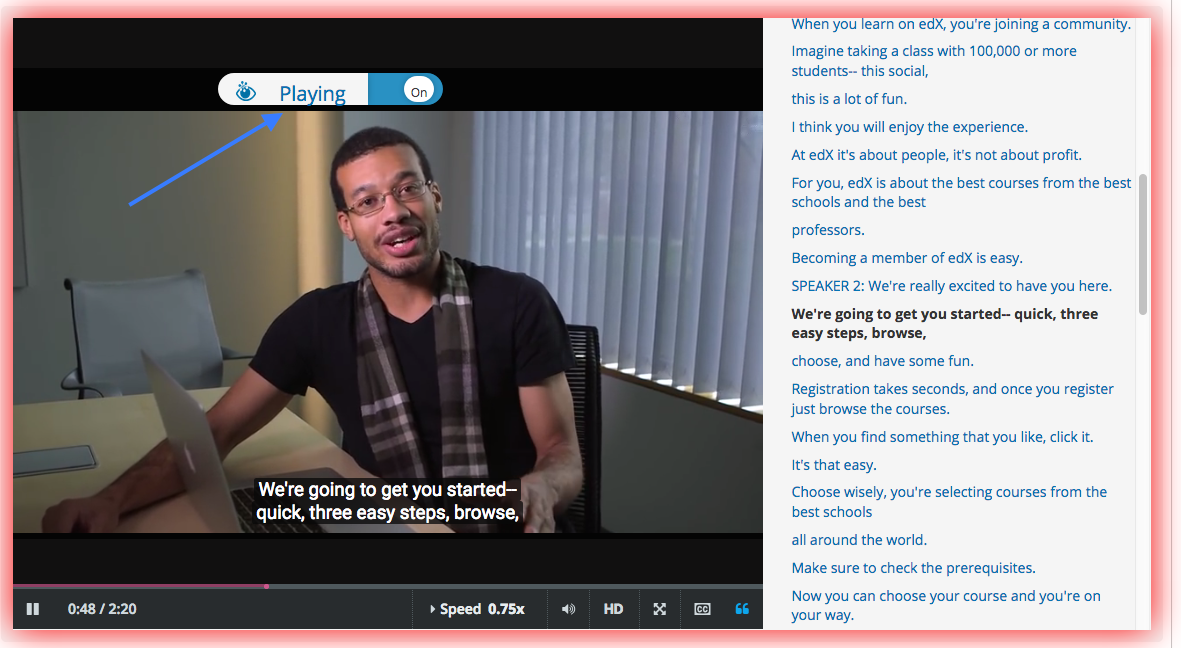 Playing
On
We're going to get you started--
quick, three easy steps, browse,
0:48 / 2:20
Speed 0.75x
HD
CC
When you learn on edX, you're joining a community.
Imagine taking a class with 100,000 or more
students-- this social,
this is a lot of fun.
I think you will enjoy the experience.
At edX it's about people, it's not about profit.
For you, edX is about the best courses from the best
schools and the best
professors.
Becoming a member of edX is easy.
SPEAKER 2: We're really excited to have you here.
We're going to get you started-- quick, three
easy steps, browse,
choose, and have some fun.
Registration takes seconds, and once you register
just browse the courses.
When you find something that you like, click it.
It's that easy.
Choose wisely, you're selecting courses from the
best schools
all around the world.
Make sure to check the prerequisites.
Now you can choose your course and you're on
your way.